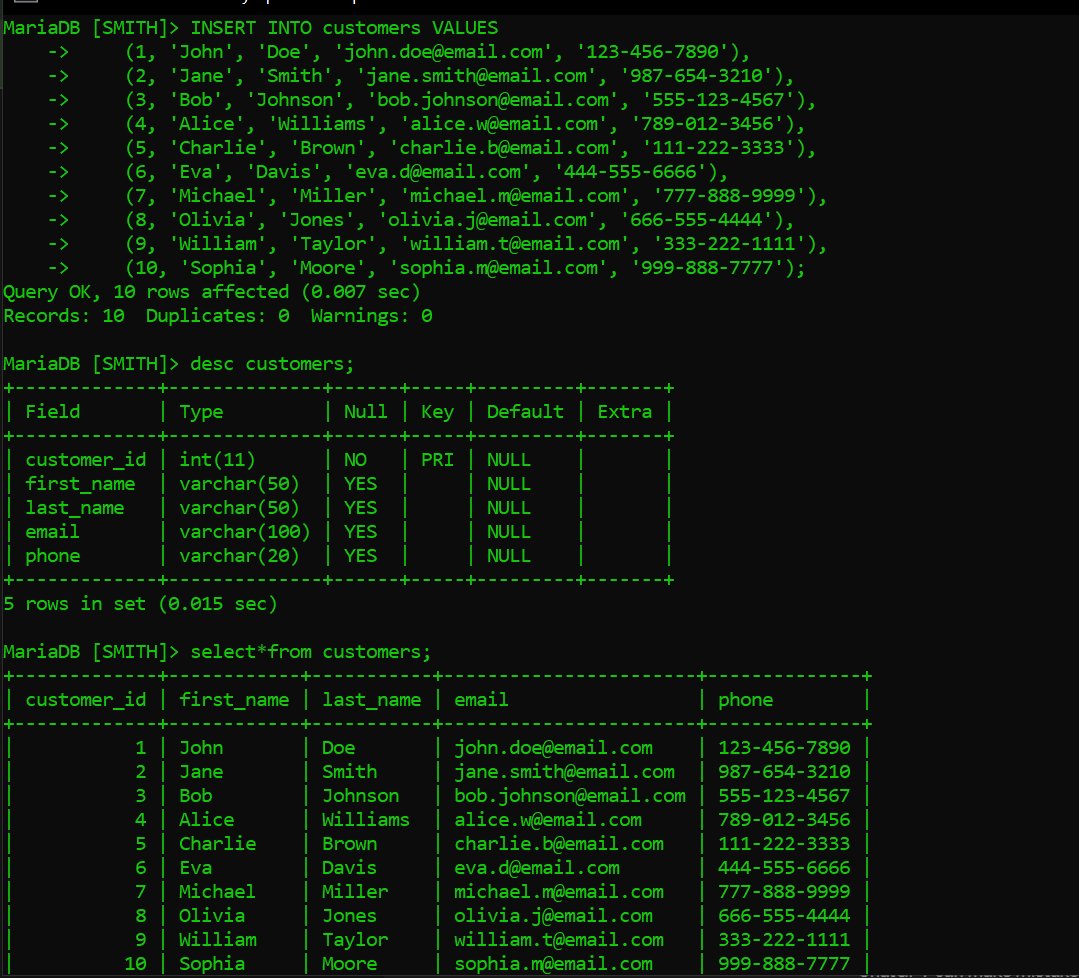 MariaDB [SMITH]> INSERT INTO customers VALUES
    ->     (1, 'John', 'Doe', 'john.doe@email.com', '123-456-7890'),
    ->     (2, 'Jane', 'Smith', 'jane.smith@email.com', '987-654-3210'),
    ->     (3, 'Bob', 'Johnson', 'bob.johnson@email.com', '555-123-4567'),
    ->     (4, 'Alice', 'Williams', 'alice.w@email.com', '789-012-3456'),
    ->     (5, 'Charlie', 'Brown', 'charlie.b@email.com', '111-222-3333'),
    ->     (6, 'Eva', 'Davis', 'eva.d@email.com', '444-555-6666'),
    ->     (7, 'Michael', 'Miller', 'michael.m@email.com', '777-888-9999'),
    ->     (8, 'Olivia', 'Jones', 'olivia.j@email.com', '666-555-4444'),
    ->     (9, 'William', 'Taylor', 'william.t@email.com', '333-222-1111'),
    ->     (10, 'Sophia', 'Moore', 'sophia.m@email.com', '999-888-7777');
Query OK, 10 rows affected (0.007 sec)
Records: 10  Duplicates: 0  Warnings: 0

MariaDB [SMITH]> desc customers;
+-------------+--------------+------+-----+---------+-------+
| Field       | Type         | Null | Key | Default | Extra |
+-------------+--------------+------+-----+---------+-------+
| customer_id | int(11)      | NO   | PRI | NULL    |       |
| first_name  | varchar(50)  | YES  |     | NULL    |       |
| last_name   | varchar(50)  | YES  |     | NULL    |       |
| email       | varchar(100) | YES  |     | NULL    |       |
| phone       | varchar(20)  | YES  |     | NULL    |       |
+-------------+--------------+------+-----+---------+-------+
5 rows in set (0.015 sec)

MariaDB [SMITH]> select*from customers;
+-------------+------------+-----------+-----------------------+--------------+
| customer_id | first_name | last_name | email                 | phone        |
+-------------+------------+-----------+-----------------------+--------------+
|           1 | John       | Doe       | john.doe@email.com    | 123-456-7890 |
|           2 | Jane       | Smith     | jane.smith@email.com  | 987-654-3210 |
|           3 | Bob        | Johnson   | bob.johnson@email.com | 555-123-4567 |
|           4 | Alice      | Williams  | alice.w@email.com     | 789-012-3456 |
|           5 | Charlie    | Brown     | charlie.b@email.com   | 111-222-3333 |
|           6 | Eva        | Davis     | eva.d@email.com       | 444-555-6666 |
|           7 | Michael    | Miller    | michael.m@email.com   | 777-888-9999 |
|           8 | Olivia     | Jones     | olivia.j@email.com    | 666-555-4444 |
|           9 | William    | Taylor    | william.t@email.com   | 333-222-1111 |
|          10 | Sophia     | Moore     | sophia.m@email.com    | 999-888-7777 |